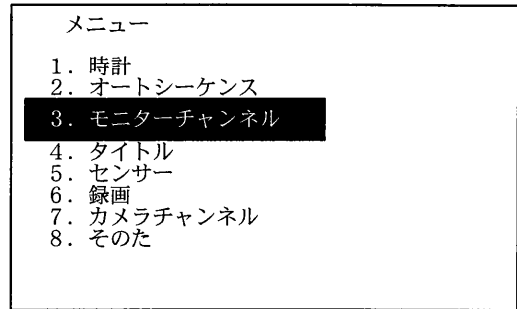 メニュー
1. 時計
2. オートシーケンス
3. モニターチャンネル
4. タイトル
5. センサー
6. 録画
7. カメラチャンネル
8. そのた